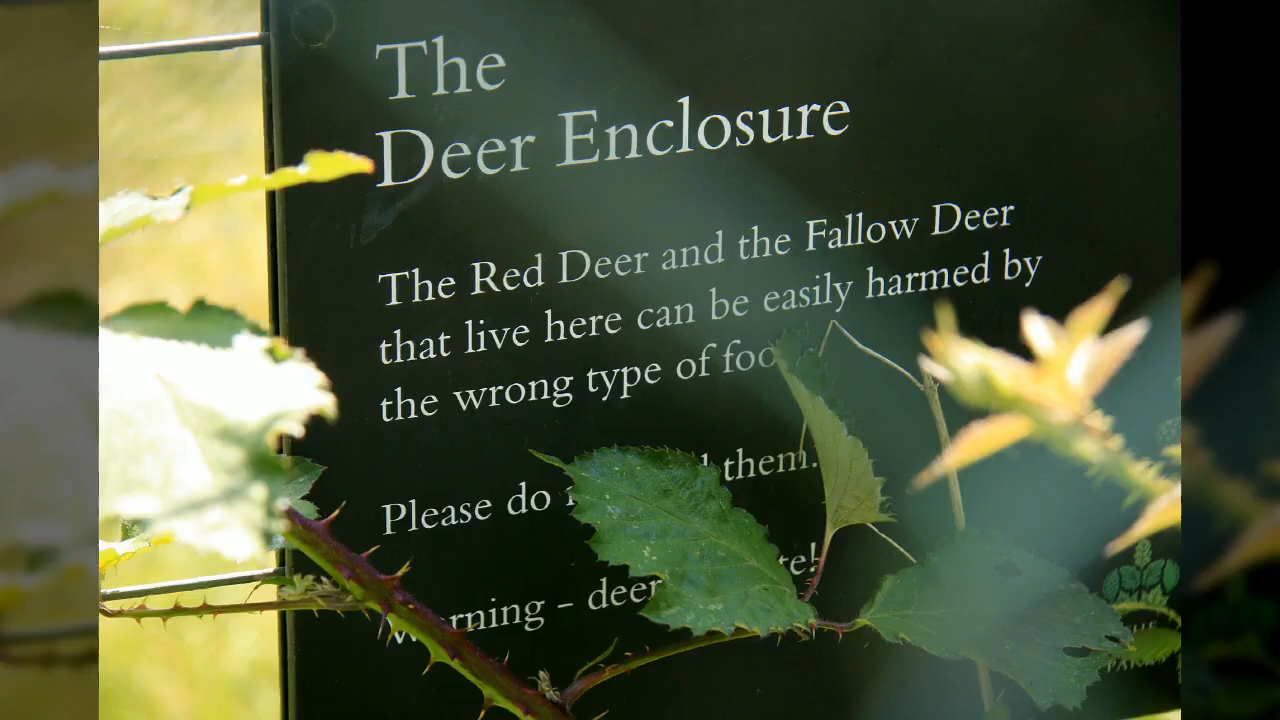 The
Deer Enclosure
The Red Deer and the Fallow Deer
that live here can be easily harmed by
the wrong type of
Please do them.
deer